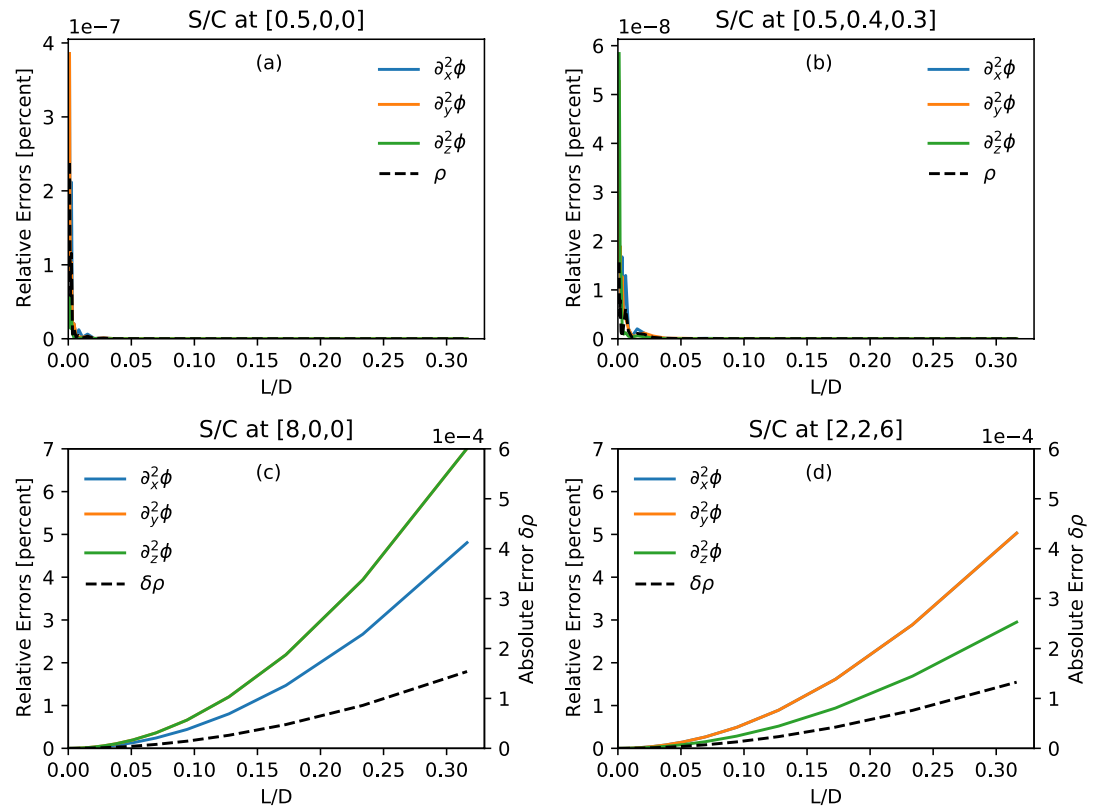 S/C at [0.5,0,0]
1e−7
(a)
∂²ₓϕ
∂²ᵧϕ
∂²_zϕ
ρ
Relative Errors [percent]
4
3
2
1
0
0.00 0.05 0.10 0.15 0.20 0.25 0.30
L/D
S/C at [0.5,0.4,0.3]
1e−8
(b)
∂²ₓϕ
∂²ᵧϕ
∂²_zϕ
ρ
Relative Errors [percent]
6
5
4
3
2
1
0
0.00 0.05 0.10 0.15 0.20 0.25 0.30
L/D
S/C at [8,0,0]
1e−4
(c)
∂²ₓϕ
∂²ᵧϕ
∂²_zϕ
δρ
Relative Errors [percent]
7
6
5
4
3
2
1
0
0.00 0.05 0.10 0.15 0.20 0.25 0.30
L/D
6
5
4
3
2
1
0
Absolute Error δρ
S/C at [2,2,6]
1e−4
(d)
∂²ₓϕ
∂²ᵧϕ
∂²_zϕ
δρ
Relative Errors [percent]
7
6
5
4
3
2
1
0
0.00 0.05 0.10 0.15 0.20 0.25 0.30
L/D
6
5
4
3
2
1
0
Absolute Error δρ